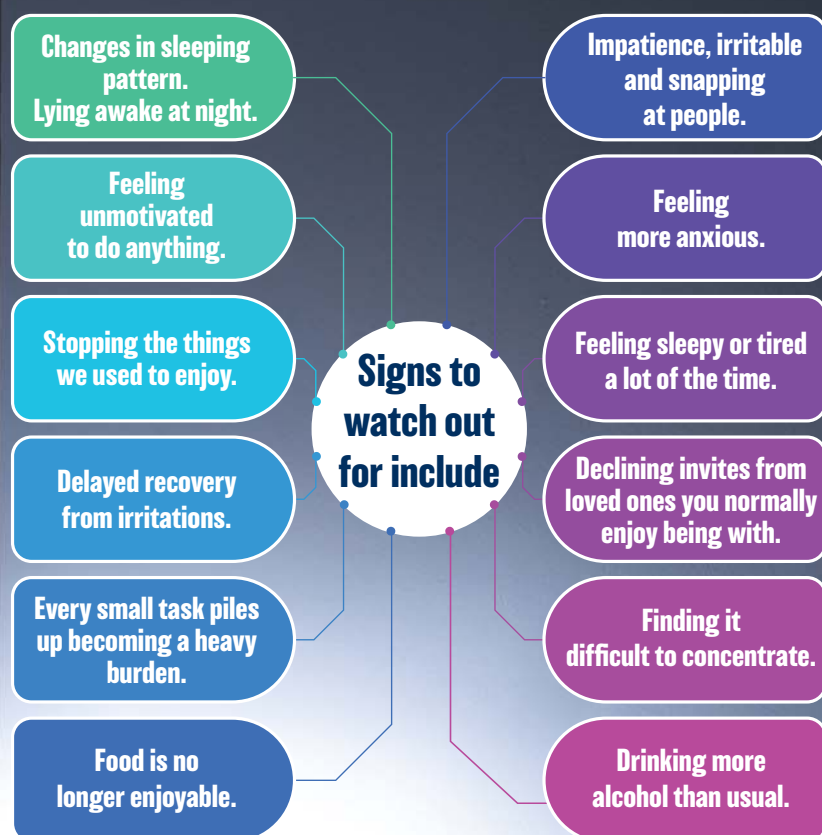 Changes in sleeping
pattern.
Lying awake at night.
Feeling
unmotivated
to do anything.
Stopping the things
we used to enjoy.
Delayed recovery
from irritations.
Every small task piles
up becoming a heavy
burden.
Food is no
longer enjoyable.
Signs to
watch out
for include
Impatience, irritable
and snapping
at people.
Feeling
more anxious.
Feeling sleepy or tired
a lot of the time.
Declining invites from
loved ones you normally
enjoy being with.
Finding it
difficult to concentrate.
Drinking more
alcohol than usual.